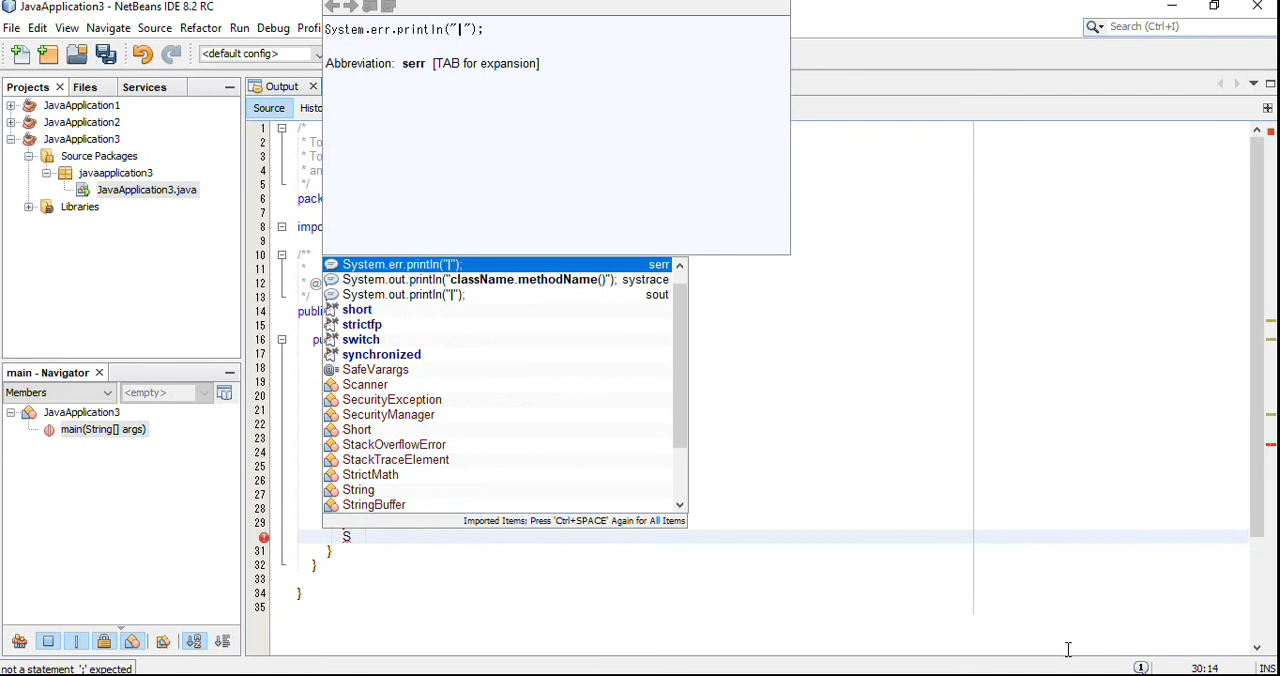 JavaApplication3 - NetBeans IDE 8.2 RC
File Edit View Navigate Source Refactor Run Debug
Search (Ctrl+I)
<default config>
System.err.println("|");
Abbreviation: serr [TAB for expansion]
Projects Files Services
JavaApplication1
JavaApplication2
JavaApplication3
Source Packages
javaapplication3
JavaApplication3.java
Libraries
Output
Source
1 /*
2 * To
3 * To
4 * an
5 */
6
7
8
9
10 /**
11 *
12 * @
13 */
14
15
16
17
18
19
20
21
22
23
24
25
26
27
28
29
S
31 }
32 }
33
34 }
35
System.err.println("|"); serr
System.out.println("className.methodName()"); systrace
System.out.println("|"); sout
short
strictfp
switch
synchronized
SafeVarargs
Scanner
SecurityException
SecurityManager
Short
StackOverflowError
StackTraceElement
StrictMath
String
StringBuffer
Imported Items; Press 'Ctrl+SPACE' Again for All Items
main - Navigator
Members <empty>
JavaApplication3
main(String[] args)
not a statement ';' expected
1 30:14 INS